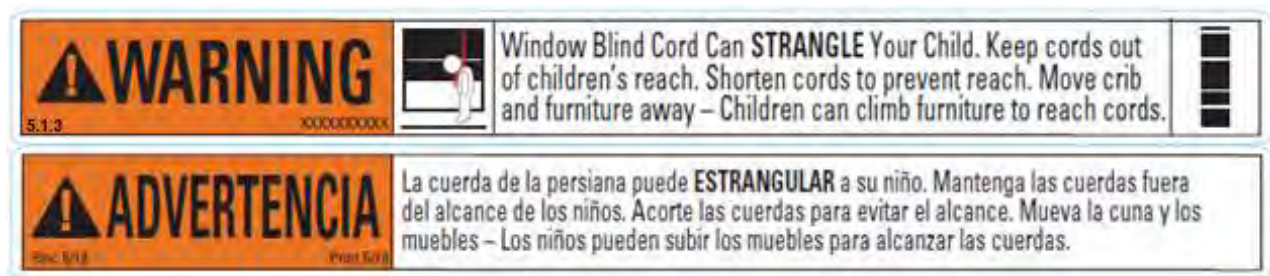 WARNING
5.1.3
XXXXXXXXXX
Window Blind Cord Can STRANGLE Your Child. Keep cords out
of children's reach. Shorten cords to prevent reach. Move crib
and furniture away – Children can climb furniture to reach cords.
ADVERTENCIA
La cuerda de la persiana puede ESTRANGULAR a su niño. Mantenga las cuerdas fuera
del alcance de los niños. Acorte las cuerdas para evitar el alcance. Mueva la cuna y los
muebles – Los niños pueden subir los muebles para alcanzar las cuerdas.